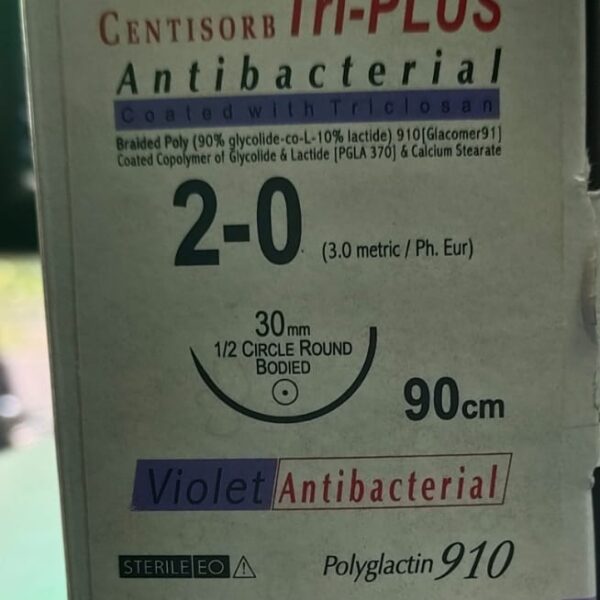 CENTISORB Tri-PLUS
Antibacterial
Coated with Triclosan
Braided Poly (90% glycolide-co-L-10% lactide) 910[Glacomer91]
Coated Copolymer of Glycolide & Lactide [PGLA 370] & Calcium Stearate
2-0 (3.0 metric / Ph. Eur)
30mm
1/2 CIRCLE ROUND
BODIED
90cm
Violet Antibacterial
STERILE EO
Polyglactin 910